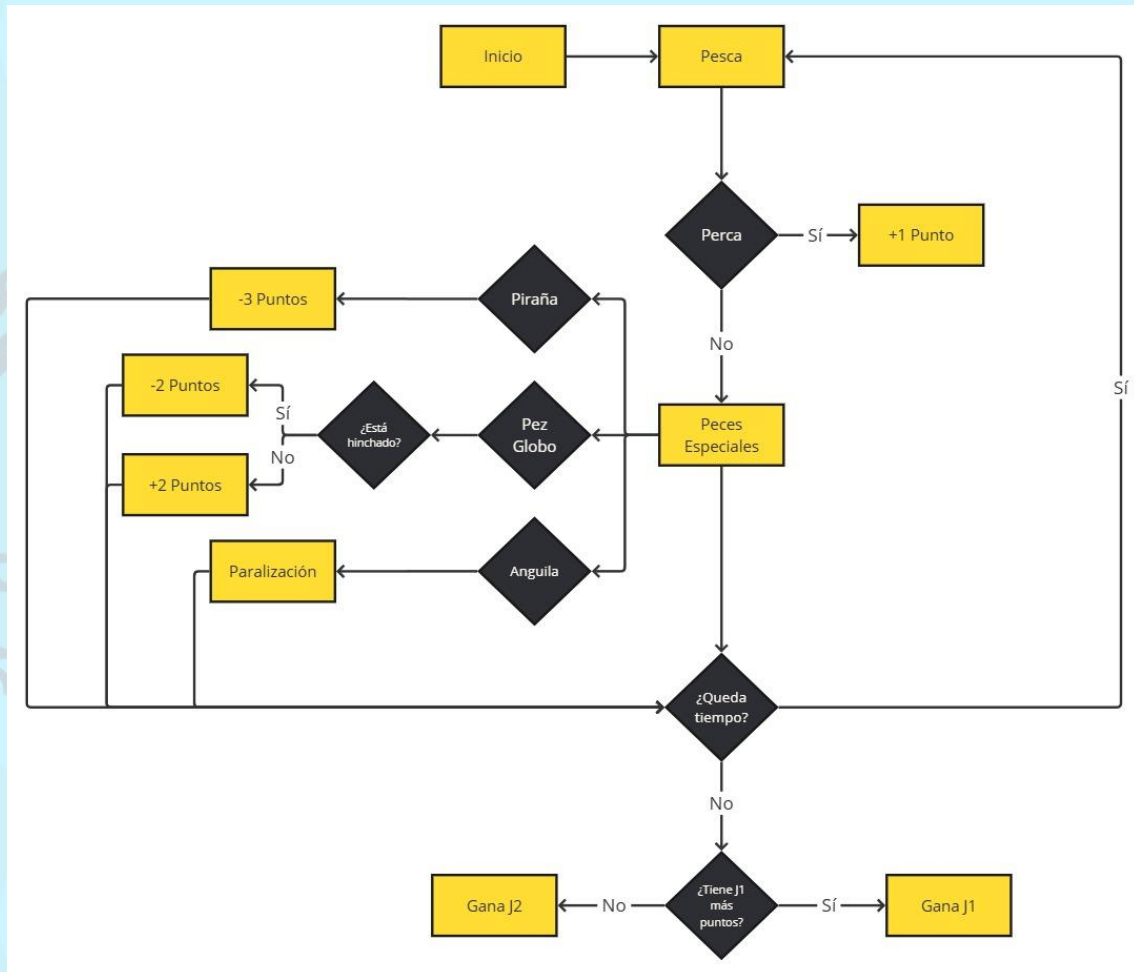 Inicio
Pesca
Perca
Sí
+1 Punto
Piraña
-3 Puntos
No
-2 Puntos
Sí
¿Está
hinchado?
Pez
Globo
Peces
Especiales
No
+2 Puntos
Sí
Paralización
Anguila
¿Queda
tiempo?
No
Gana J2
No
¿Tiene J1
más
puntos?
Sí
Gana J1